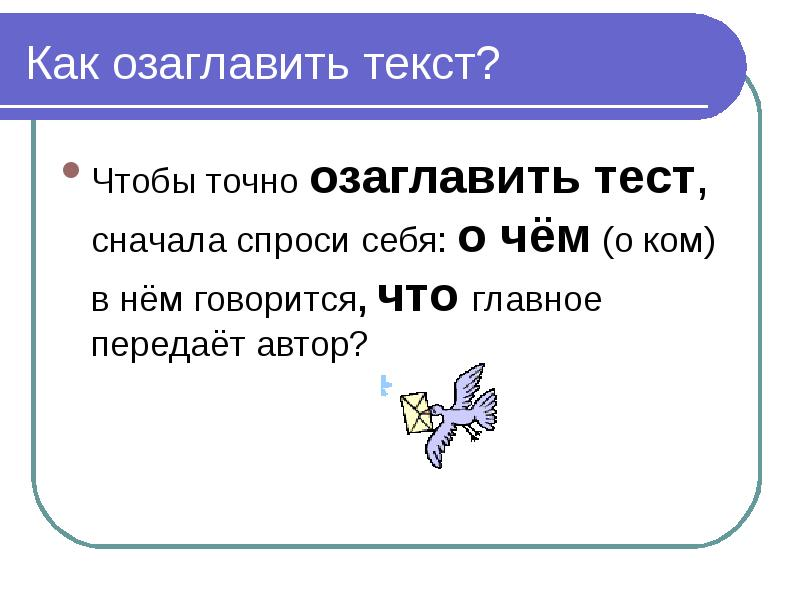 Как озаглавить текст?
Чтобы точно озаглавить тест,
сначала спроси себя: о чём (о ком)
в нём говорится, что главное
передаёт автор?